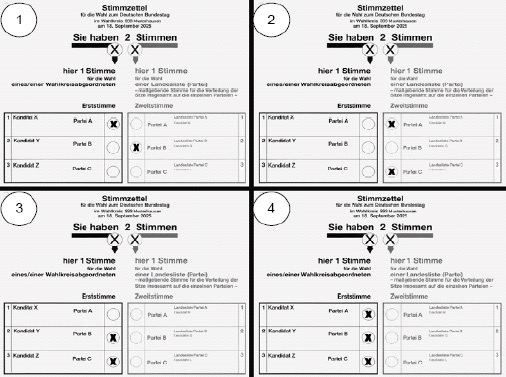 1
Stimmzettel
für die Wahl zum Deutschen Bundestag
im Wahlkreis 999 Musterhausen
am 18. September 2025
Sie haben 2 Stimmen
hier 1 Stimme
für die Wahl
eines/einer Wahlkreisabgeordneten
hier 1 Stimme
für die Wahl
einer Landesliste (Partei)
– maßgebende Stimme für die Verteilung der
Sitze insgesamt auf die einzelnen Parteien –
Erststimme
Zweitstimme
1 Kanditat X Partei A
Partei A Landesliste Partei A 1
2 Kandidat Y Partei B
Partei B Landesliste Partei B 2
3 Kandidat Z Partei C
Partei C Landesliste Partei C 3
2
Stimmzettel
für die Wahl zum Deutschen Bundestag
im Wahlkreis 999 Musterhausen
am 18. September 2025
Sie haben 2 Stimmen
hier 1 Stimme
für die Wahl
eines/einer Wahlkreisabgeordneten
hier 1 Stimme
für die Wahl
einer Landesliste (Partei)
– maßgebende Stimme für die Verteilung der
Sitze insgesamt auf die einzelnen Parteien –
Erststimme
Zweitstimme
1 Kanditat X Partei A
Partei A Landesliste Partei A 1
2 Kandidat Y Partei B
Partei B Landesliste Partei B 2
3 Kandidat Z Partei C
Partei C Landesliste Partei C 3
3
Stimmzettel
für die Wahl zum Deutschen Bundestag
im Wahlkreis 999 Musterhausen
am 18. September 2025
Sie haben 2 Stimmen
hier 1 Stimme
für die Wahl
eines/einer Wahlkreisabgeordneten
hier 1 Stimme
für die Wahl
einer Landesliste (Partei)
– maßgebende Stimme für die Verteilung der
Sitze insgesamt auf die einzelnen Parteien –
Erststimme
Zweitstimme
1 Kanditat X Partei A
Partei A Landesliste Partei A 1
2 Kandidat Y Partei B
Partei B Landesliste Partei B 2
3 Kandidat Z Partei C
Partei C Landesliste Partei C 3
4
Stimmzettel
für die Wahl zum Deutschen Bundestag
im Wahlkreis 999 Musterhausen
am 18. September 2025
Sie haben 2 Stimmen
hier 1 Stimme
für die Wahl
eines/einer Wahlkreisabgeordneten
hier 1 Stimme
für die Wahl
einer Landesliste (Partei)
– maßgebende Stimme für die Verteilung der
Sitze insgesamt auf die einzelnen Parteien –
Erststimme
Zweitstimme
1 Kanditat X Partei A
Partei A Landesliste Partei A 1
2 Kandidat Y Partei B
Partei B Landesliste Partei B 2
3 Kandidat Z Partei C
Partei C Landesliste Partei C 3